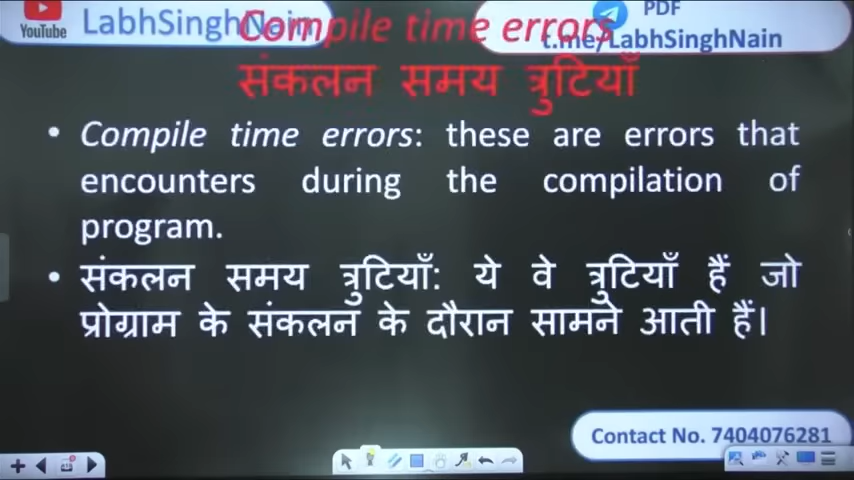 YouTube
LabhSinghNain
Compile time errors
PDF
t.me/LabhSinghNain
संकलन समय त्रुटियाँ
• Compile time errors: these are errors that
encounters during the compilation of
program.
• संकलन समय त्रुटियाँ: ये वे त्रुटियाँ हैं जो
प्रोग्राम के संकलन के दौरान सामने आती हैं।
Contact No. 7404076281